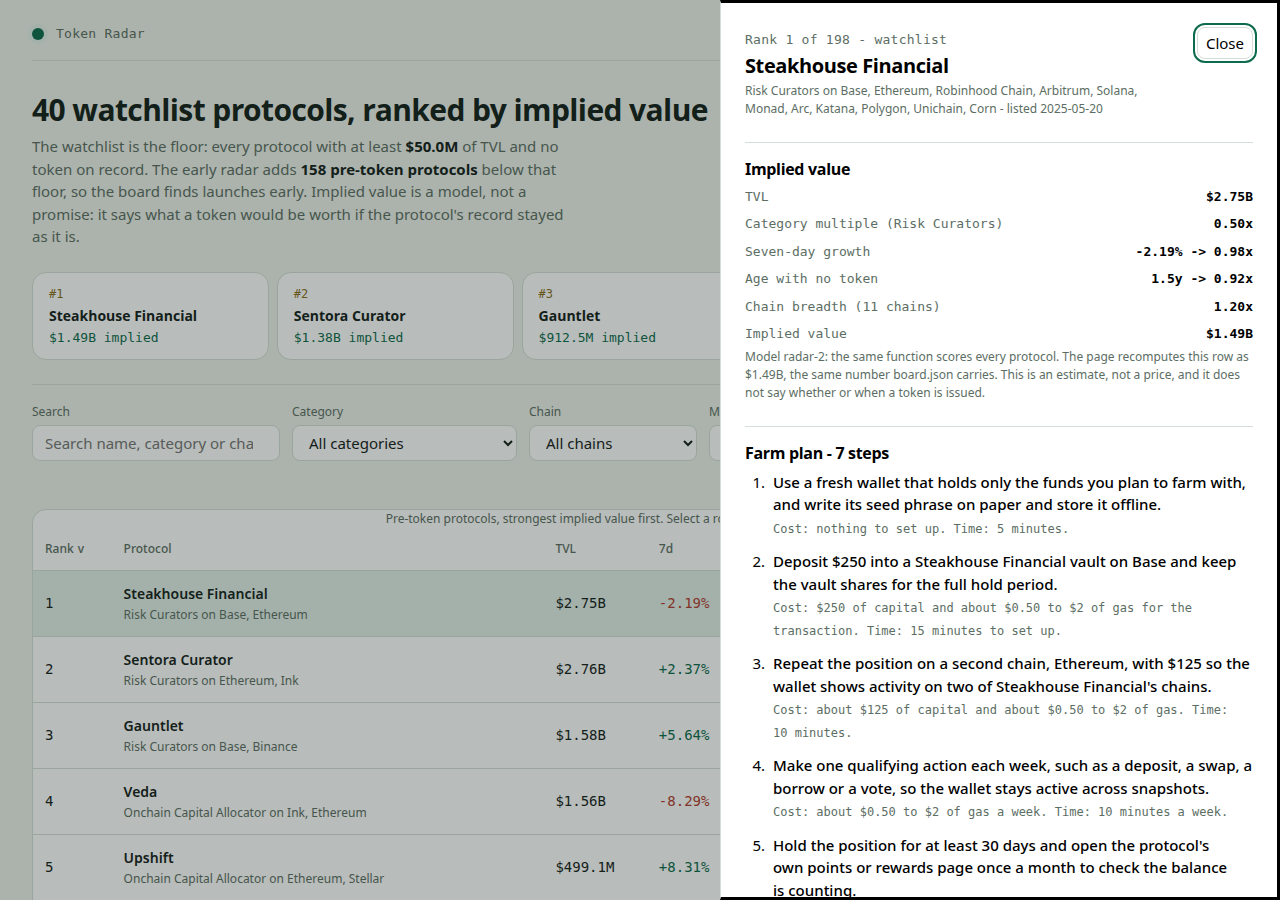 Token Radar
40 watchlist protocols, ranked by implied value
The watchlist is the floor: every protocol with at least $50.0M of TVL and no
token on record. The early radar adds 158 pre-token protocols below that
floor, so the board finds launches early. Implied value is a model, not a
promise: it says what a token would be worth if the protocol's record stayed
as it is.
#1
Steakhouse Financial
$1.49B implied
#2
Sentora Curator
$1.38B implied
#3
Gauntlet
$912.5M implied
Search
Category
Chain
M
Search name, category or cha
All categories
All chains
Pre-token protocols, strongest implied value first. Select a ro
Rank v
Protocol
TVL
7d
1
Steakhouse Financial
Risk Curators on Base, Ethereum
$2.75B
-2.19%
2
Sentora Curator
Risk Curators on Ethereum, Ink
$2.76B
+2.37%
3
Gauntlet
Risk Curators on Base, Binance
$1.58B
+5.64%
4
Veda
Onchain Capital Allocator on Ink, Ethereum
$1.56B
-8.29%
5
Upshift
Onchain Capital Allocator on Ethereum, Stellar
$499.1M
+8.31%
Rank 1 of 198 - watchlist
Close
Steakhouse Financial
Risk Curators on Base, Ethereum, Robinhood Chain, Arbitrum, Solana,
Monad, Arc, Katana, Polygon, Unichain, Corn - listed 2025-05-20
Implied value
TVL
$2.75B
Category multiple (Risk Curators)
0.50x
Seven-day growth
-2.19% -> 0.98x
Age with no token
1.5y -> 0.92x
Chain breadth (11 chains)
1.20x
Implied value
$1.49B
Model radar-2: the same function scores every protocol. The page recomputes this row as
$1.49B, the same number board.json carries. This is an estimate, not a price, and it does
not say whether or when a token is issued.
Farm plan - 7 steps
1. Use a fresh wallet that holds only the funds you plan to farm with,
and write its seed phrase on paper and store it offline.
Cost: nothing to set up. Time: 5 minutes.
2. Deposit $250 into a Steakhouse Financial vault on Base and keep
the vault shares for the full hold period.
Cost: $250 of capital and about $0.50 to $2 of gas for the
transaction. Time: 15 minutes to set up.
3. Repeat the position on a second chain, Ethereum, with $125 so the
wallet shows activity on two of Steakhouse Financial's chains.
Cost: about $125 of capital and about $0.50 to $2 of gas. Time:
10 minutes.
4. Make one qualifying action each week, such as a deposit, a swap, a
borrow or a vote, so the wallet stays active across snapshots.
Cost: about $0.50 to $2 of gas a week. Time: 10 minutes a week.
5. Hold the position for at least 30 days and open the protocol's
own points or rewards page once a month to check the balance
is counting.